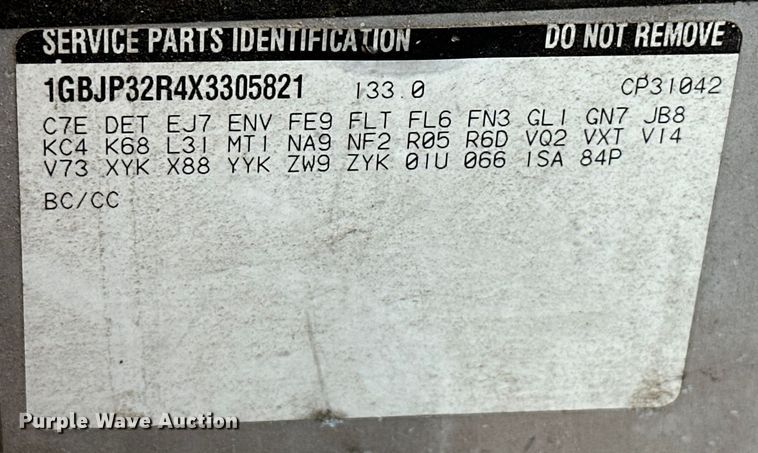 SERVICE PARTS IDENTIFICATION DO NOT REMOVE
1GBJP32R4X3305821 133.0 CP31042
C7E DET EJ7 ENV FE9 FLT FL6 FN3 GL1 GN7 JB8
KC4 K68 L31 MT1 NA9 NF2 R05 R6D VQ2 VXT V14
V73 XYK X88 YYK ZW9 ZYK 01U 066 1SA 84P
BC/CC
Purple Wave Auction